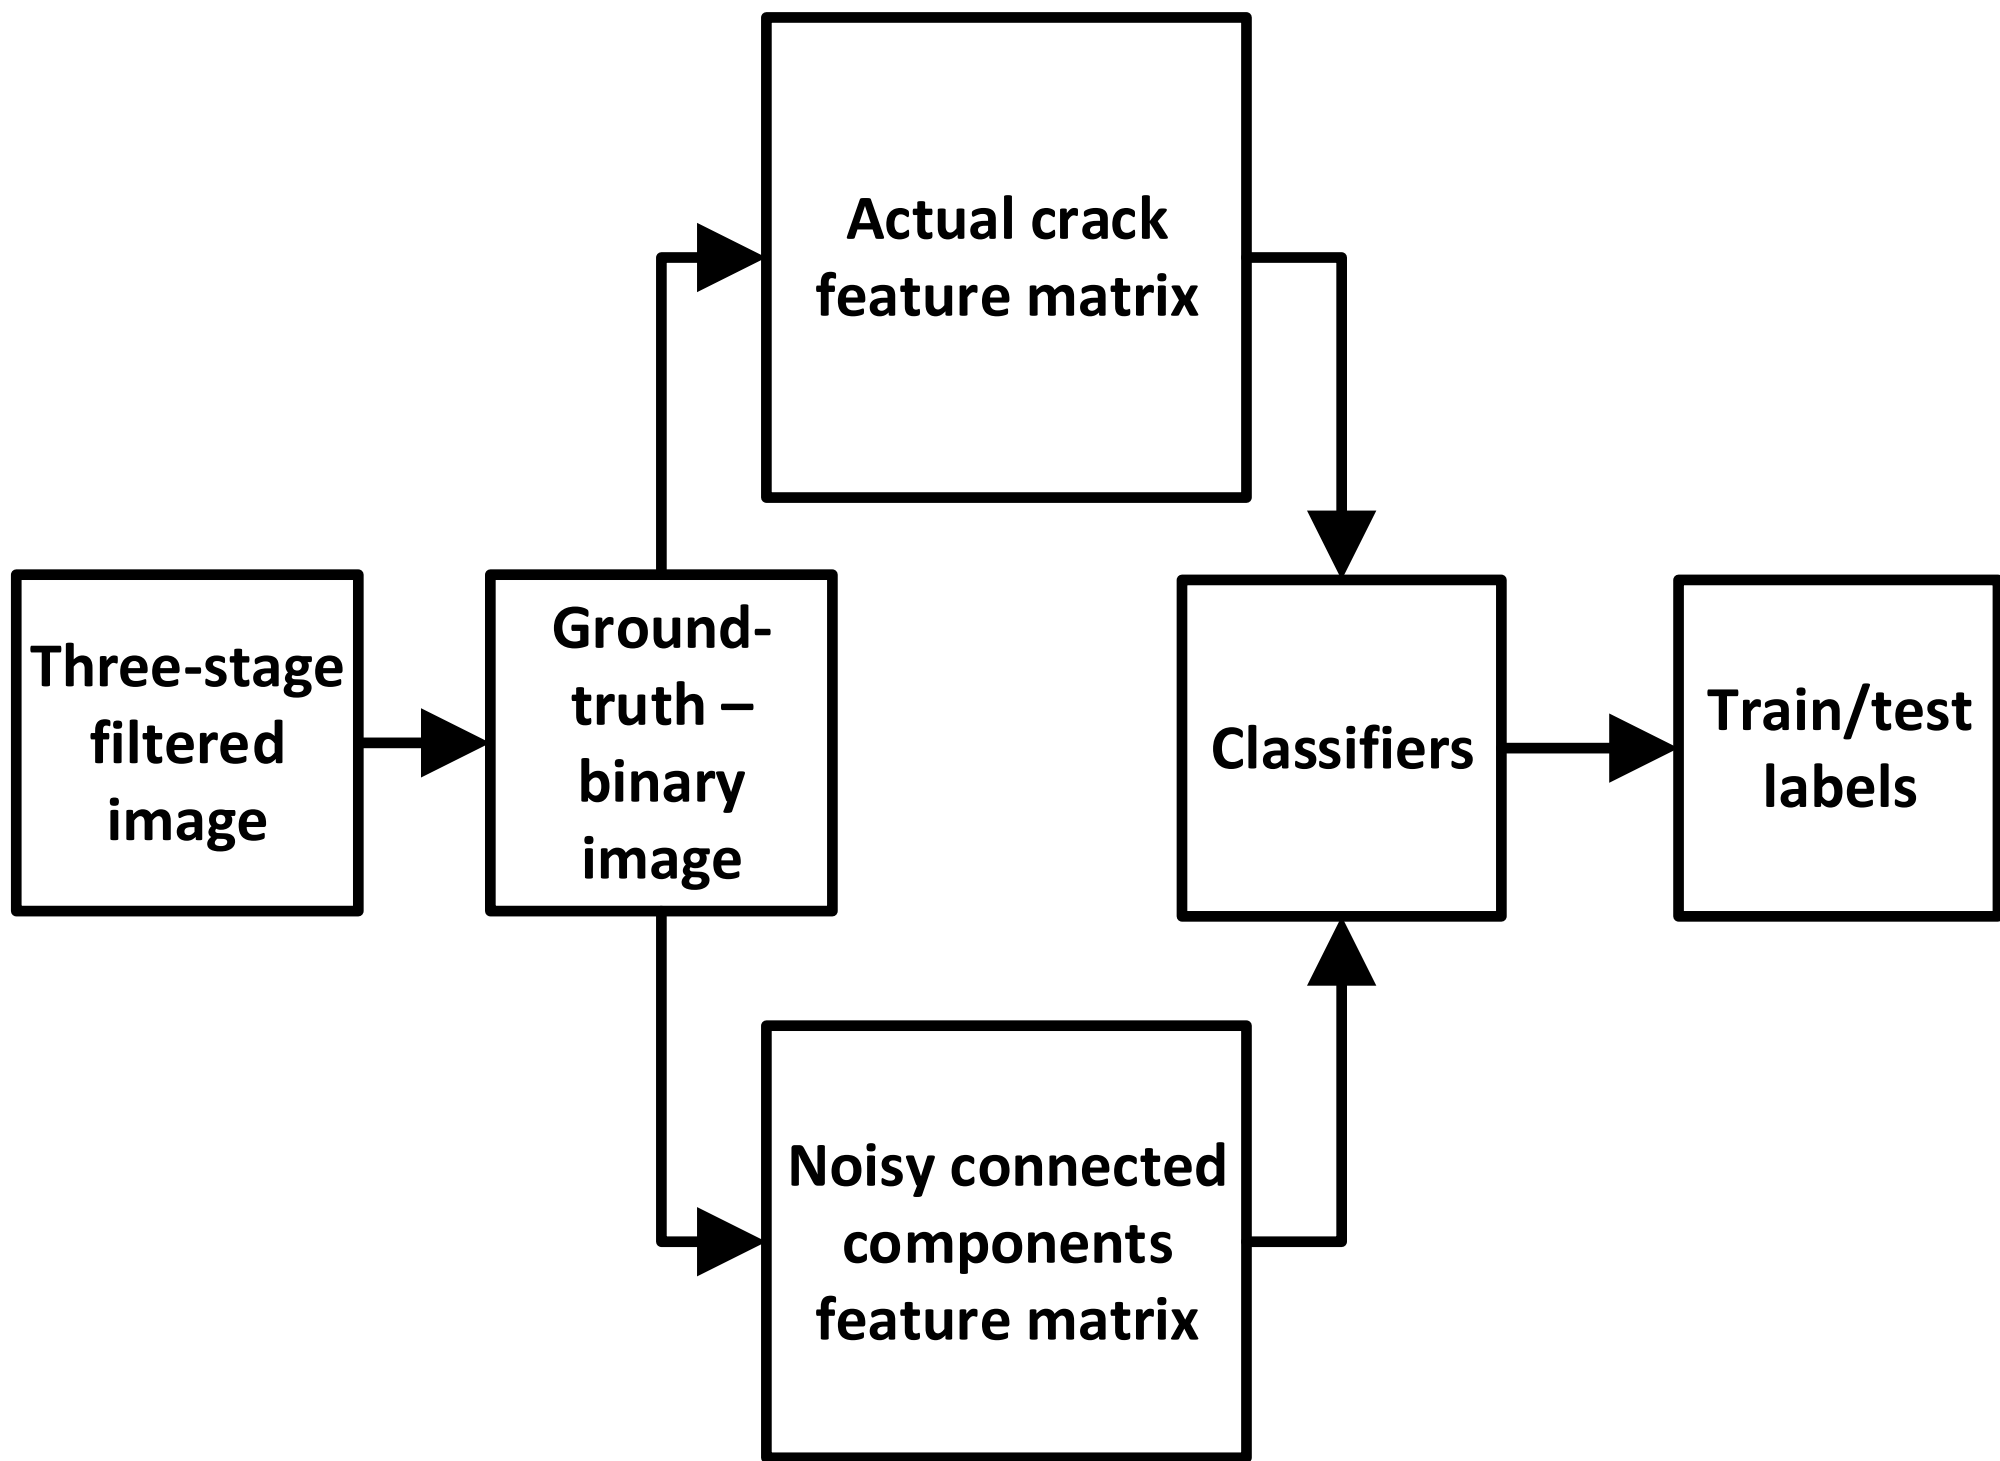 Three-stage
filtered
image
Ground-
truth –
binary
image
Actual crack
feature matrix
Noisy connected
components
feature matrix
Classifiers
Train/test
labels